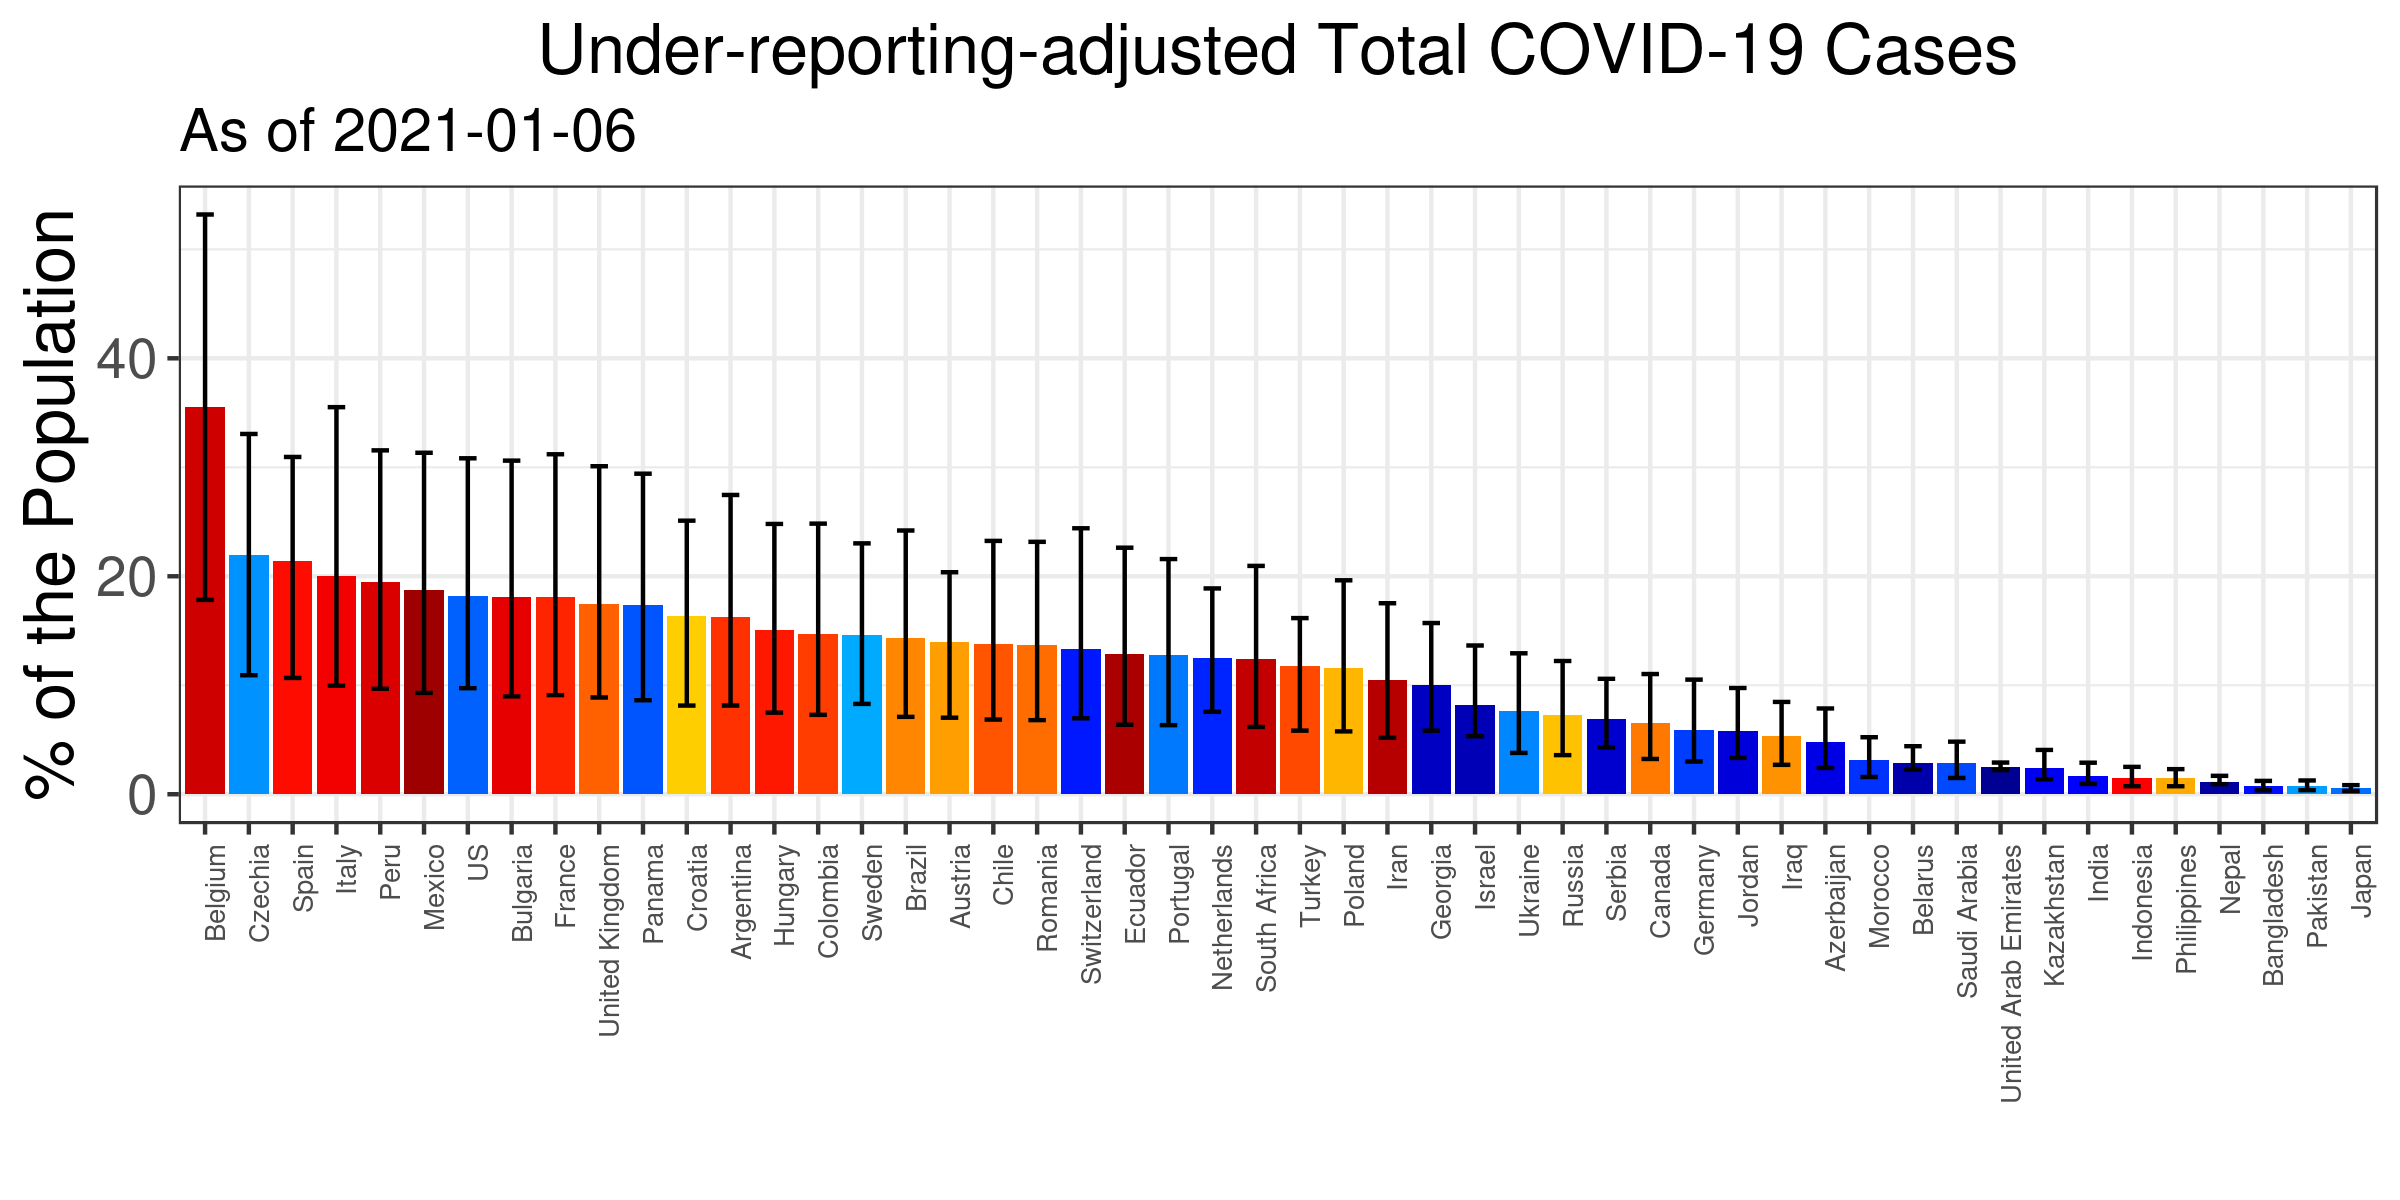 Under-reporting-adjusted Total COVID-19 Cases
As of 2021-01-06
% of the Population
40
20
0
Belgium
Czechia
Spain
Italy
Peru
Mexico
US
Bulgaria
France
United Kingdom
Panama
Croatia
Argentina
Hungary
Colombia
Sweden
Brazil
Austria
Chile
Romania
Switzerland
Ecuador
Portugal
Netherlands
South Africa
Turkey
Poland
Iran
Georgia
Israel
Ukraine
Russia
Serbia
Canada
Germany
Jordan
Iraq
Azerbaijan
Morocco
Belarus
Saudi Arabia
United Arab Emirates
Kazakhstan
India
Indonesia
Philippines
Nepal
Bangladesh
Pakistan
Japan